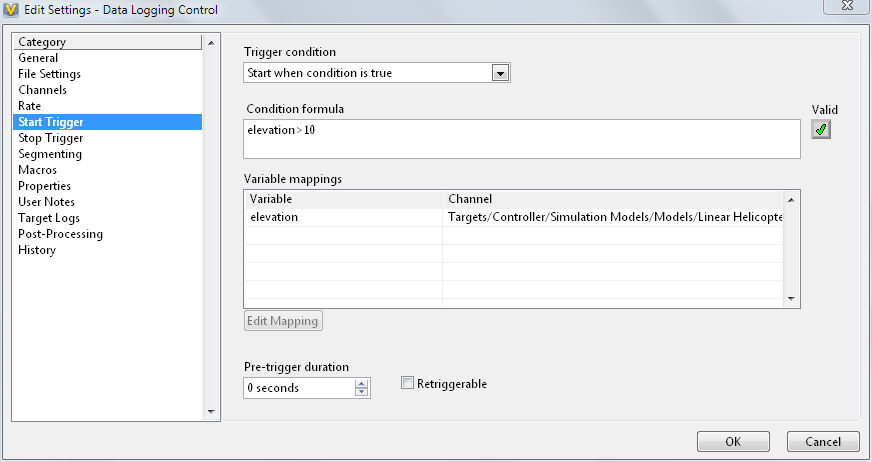 Edit Settings - Data Logging Control
Category
General
File Settings
Channels
Rate
Start Trigger
Stop Trigger
Segmenting
Macros
Properties
User Notes
Target Logs
Post-Processing
History
Trigger condition
Start when condition is true
Condition formula
Valid
elevation>10
Variable mappings
Variable Channel
elevation Targets/Controller/Simulation Models/Models/Linear Helicopte
Edit Mapping
Pre-trigger duration
0 seconds
Retriggerable
OK Cancel